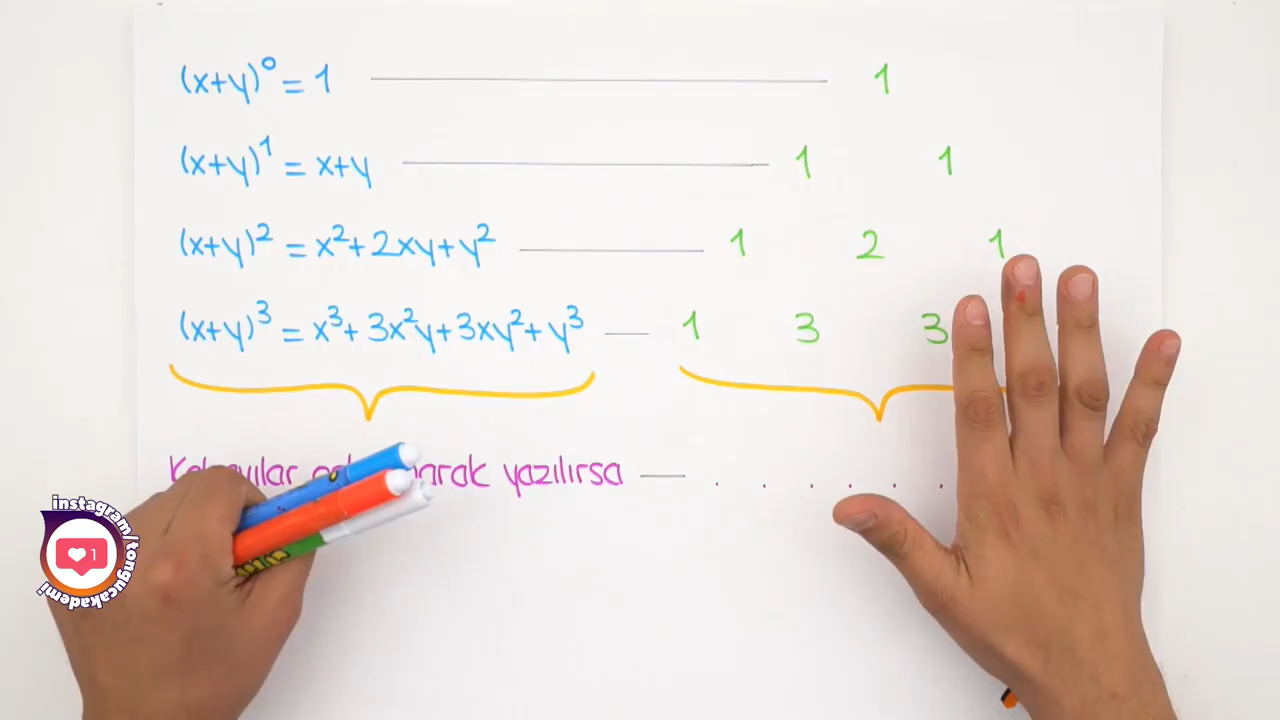 (x+y)⁰ = 1 1
(x+y)¹ = x+y 1 1
(x+y)² = x²+2xy+y² 1 2 1
(x+y)³ = x³+3x²y+3xy²+y³ 1 3 3
yazılırsa . . . . . .
instagram/tongucakademi
1